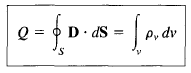 Q = ∮_S D · dS = ∫_v ρ_v dv